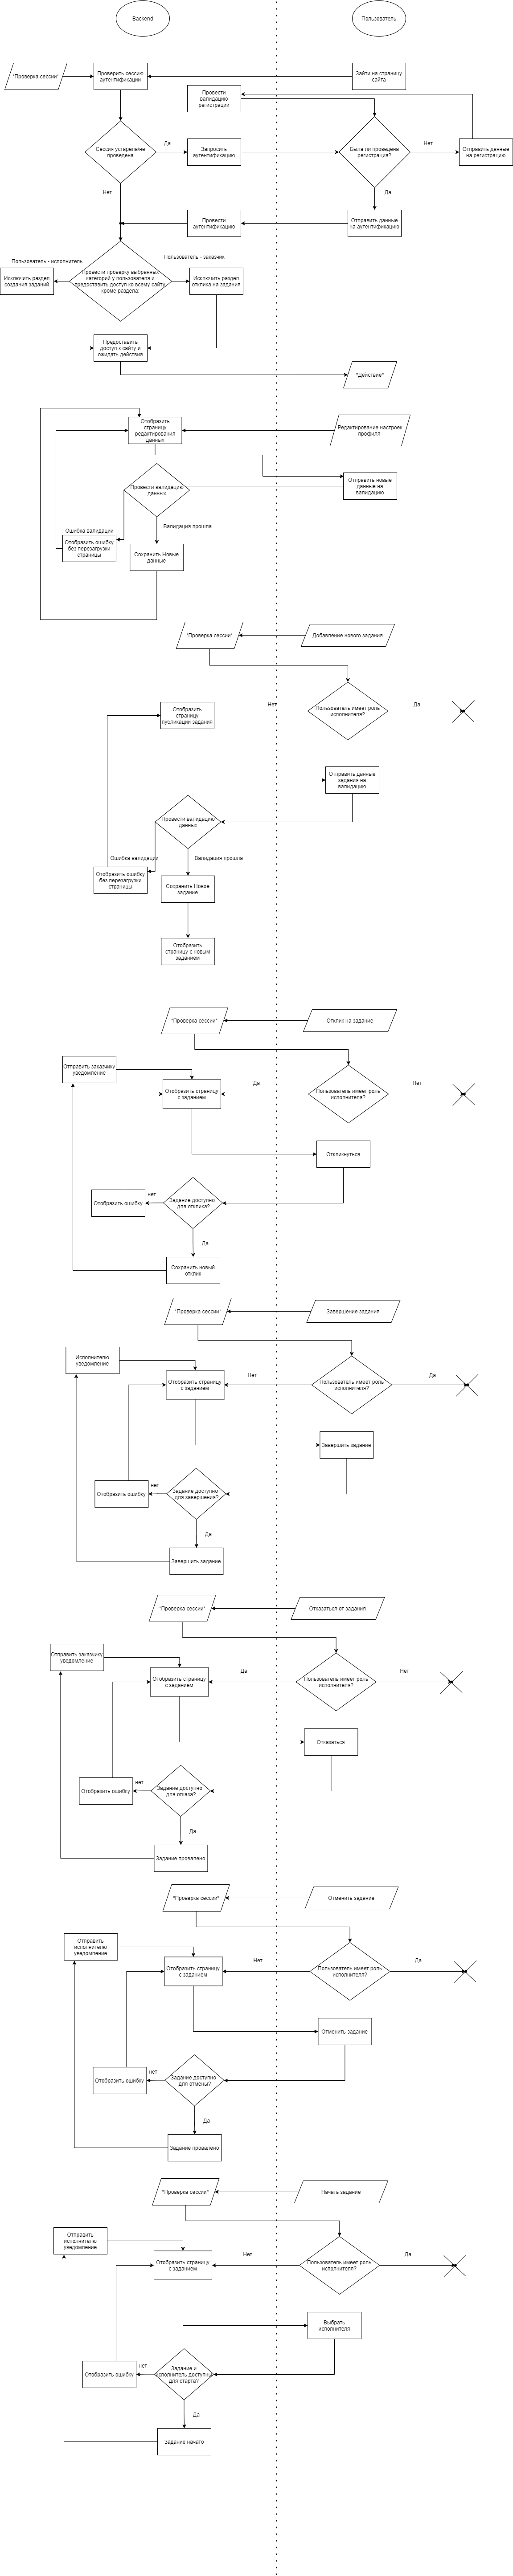 Backend
Пользователь
"Проверка сессии"
Проверить сессию
аутентификации
Зайти на страницу
сайта
Провести
валидацию
регистрации
Сессия устарела/не
проведена
Да
Запросить
аутентификацию
Была ли проведена
регистрация?
Нет
Отправить данные
на регистрацию
Нет
Да
Провести
аутентификацию
Отправить данные
на аутентификацию
Пользователь - исполнитель
Пользователь - заказчик
Исключить раздел
создания заданий
Провести проверку выбранных
категорий у пользователя и
предоставить доступ ко всему сайту,
кроме раздела:
Исключить раздел
отклика на задания
Предоставить
доступ к сайту и
ожидать действия
"Действие"
Отобразить
страницу
редактирования
данных
Редактирование настроек
профиля
Провести валидацию
данных
Отправить новые
данные на
валидацию
Ошибка валидации
Валидация прошла
Отобразить ошибку
без перезагрузки
страницы
Сохранить Новые
данные
"Проверка сессии"
Добавление нового задания
Отобразить
страницу
публикации задания
Нет
Пользователь имеет роль
исполнителя?
Да
Отправить данные
задания на
валидацию
Провести валидацию
данных
Ошибка валидации
Валидация прошла
Отобразить ошибку
без перезагрузки
страницы
Сохранить Новое
задание
Отобразить
страницу с новым
заданием
"Проверка сессии"
Отклик на задание
Отправить заказчику
уведомление
Отобразить страницу
с заданием
Да
Пользователь имеет роль
исполнителя?
Нет
Откликнуться
Отобразить ошибку
нет
Задание доступно
для отклика?
Да
Сохранить новый
отклик
"Проверка сессии"
Завершение задания
Исполнителю
уведомление
Отобразить страницу
с заданием
Нет
Пользователь имеет роль
исполнителя?
Да
Завершить задание
Отобразить ошибку
нет
Задание доступно
для завершения?
Да
Завершить задание
"Проверка сессии"
Отказаться от задания
Отправить заказчику
уведомление
Отобразить страницу
с заданием
Да
Пользователь имеет роль
исполнителя?
Нет
Отказаться
Отобразить ошибку
нет
Задание доступно
для отказа?
Да
Задание провалено
"Проверка сессии"
Отменить задание
Отправить
исполнителю
уведомление
Отобразить страницу
с заданием
Нет
Пользователь имеет роль
исполнителя?
Да
Отменить задание
Отобразить ошибку
нет
Задание доступно
для отмены?
Да
Задание провалено
"Проверка сессии"
Начать задание
Отправить
исполнителю
уведомление
Отобразить страницу
с заданием
Нет
Пользователь имеет роль
исполнителя?
Да
Выбрать
исполнителя
Отобразить ошибку
нет
Задание и
исполнитель доступны
для старта?
Да
Задание начато